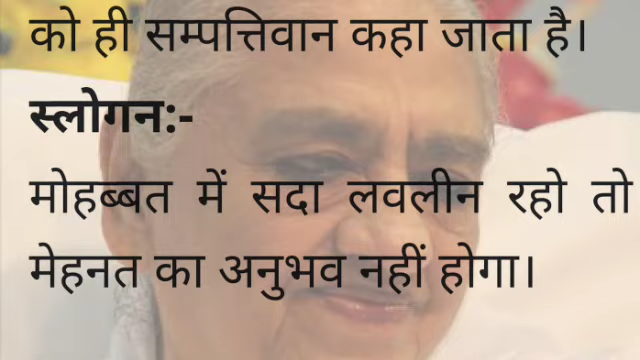 को ही सम्पत्तिवान कहा जाता है।
स्लोगन:-
मोहब्बत में सदा लवलीन रहो तो
मेहनत का अनुभव नहीं होगा।